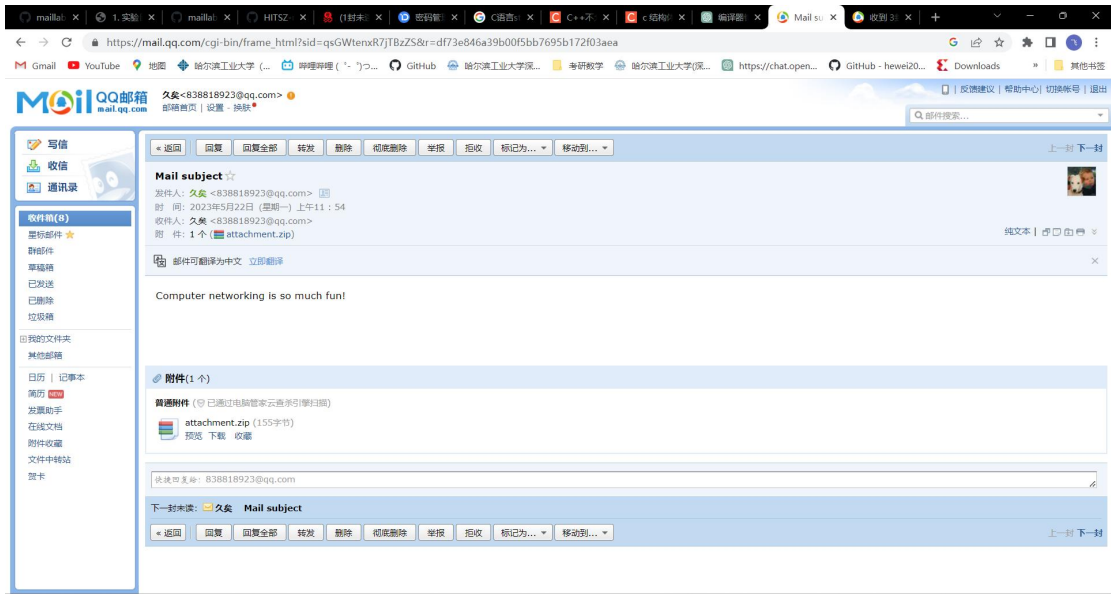 maillab
1. 实验
maillab
HITSZ
(1封未
密码管
C语言s
C++不
c 结构
编译器
Mail su
收到 3
https://mail.qq.com/cgi-bin/frame_html?sid=qsGWtenxR7jTBzZS&r=df73e846a39b00f5bb7695b172f03aea
Gmail YouTube 地图 哈尔滨工业大学 (... 哔哩哔哩 ( ゜- ゜)つ... GitHub 哈尔滨工业大学深... 考研数学 哈尔滨工业大学(深... https://chat.open... GitHub - hewei20... Downloads » 其他书签
MOil QQ邮箱 mail.qq.com
久矣<838818923@qq.com>
邮箱首页 | 设置 - 换肤
| 反馈建议 | 帮助中心 | 切换帐号 | 退出
邮件搜索...
写信
收信
通讯录
收件箱(8)
星标邮件
群邮件
草稿箱
已发送
已删除
垃圾箱
我的文件夹
其他邮箱
日历 | 记事本
简历 NEW
发票助手
在线文档
附件收藏
文件中转站
贺卡
« 返回 回复 回复全部 转发 删除 彻底删除 举报 拒收 标记为... 移动到... 上一封 下一封
Mail subject
发件人: 久矣 <838818923@qq.com>
时 间: 2023年5月22日 (星期一) 上午11 : 54
收件人: 久矣 <838818923@qq.com>
附 件: 1 个 (attachment.zip)
纯文本 |
邮件可翻译为中文 立即翻译
Computer networking is so much fun!
附件(1 个)
普通附件 (已通过电脑管家云查杀引擎扫描)
attachment.zip (155字节)
预览 下载 收藏
快捷回复给: 838818923@qq.com
下一封未读: 久矣 Mail subject
« 返回 回复 回复全部 转发 删除 彻底删除 举报 拒收 标记为... 移动到... 上一封 下一封